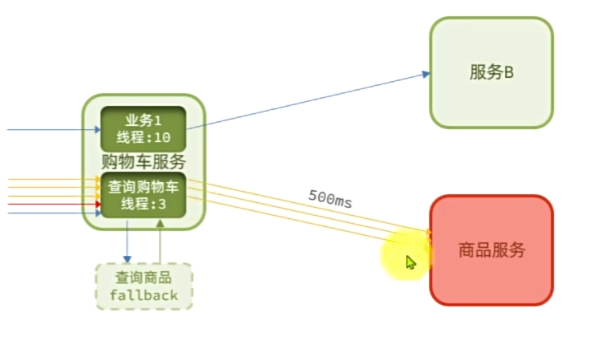 服务B
业务1
线程:10
购物车服务
查询购物车
线程:3
500ms
商品服务
查询商品
fallback